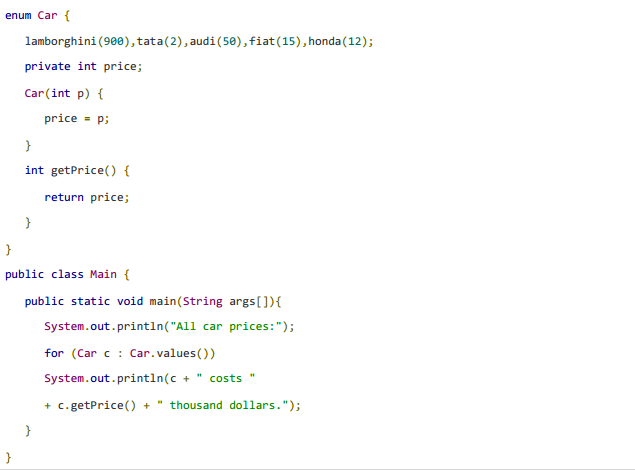 enum Car {
lamborghini(900),tata(2),audi(50),fiat(15),honda(12);
private int price;
Car(int p) {
price = p;
}
int getPrice() {
return price;
}
}
public class Main {
public static void main(String args[]){
System.out.println("All car prices:");
for (Car c : Car.values())
System.out.println(c + " costs "
+ c.getPrice() + " thousand dollars.");
}
}